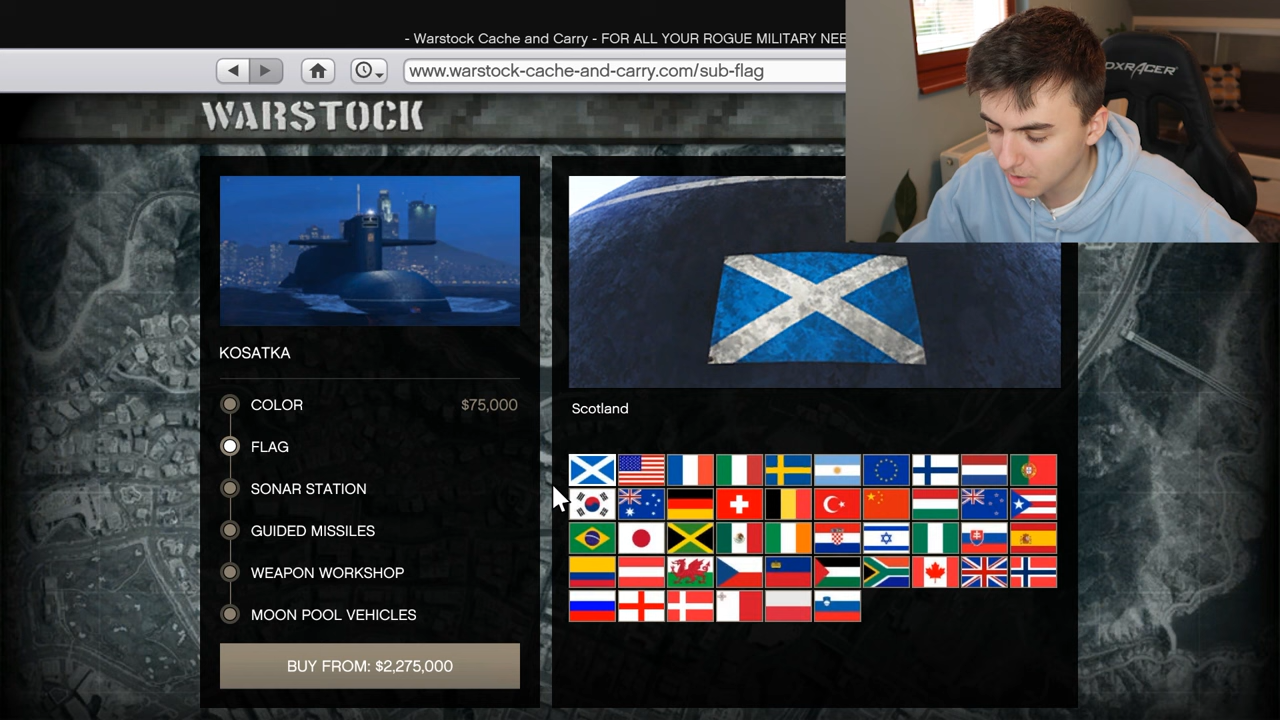 - Warstock Cache and Carry - FOR ALL YOUR ROGUE MILITARY NEE
www.warstock-cache-and-carry.com/sub-flag
WARSTOCK
DXRACER
KOSATKA
COLOR $75,000
FLAG
SONAR STATION
GUIDED MISSILES
WEAPON WORKSHOP
MOON POOL VEHICLES
BUY FROM: $2,275,000
Scotland